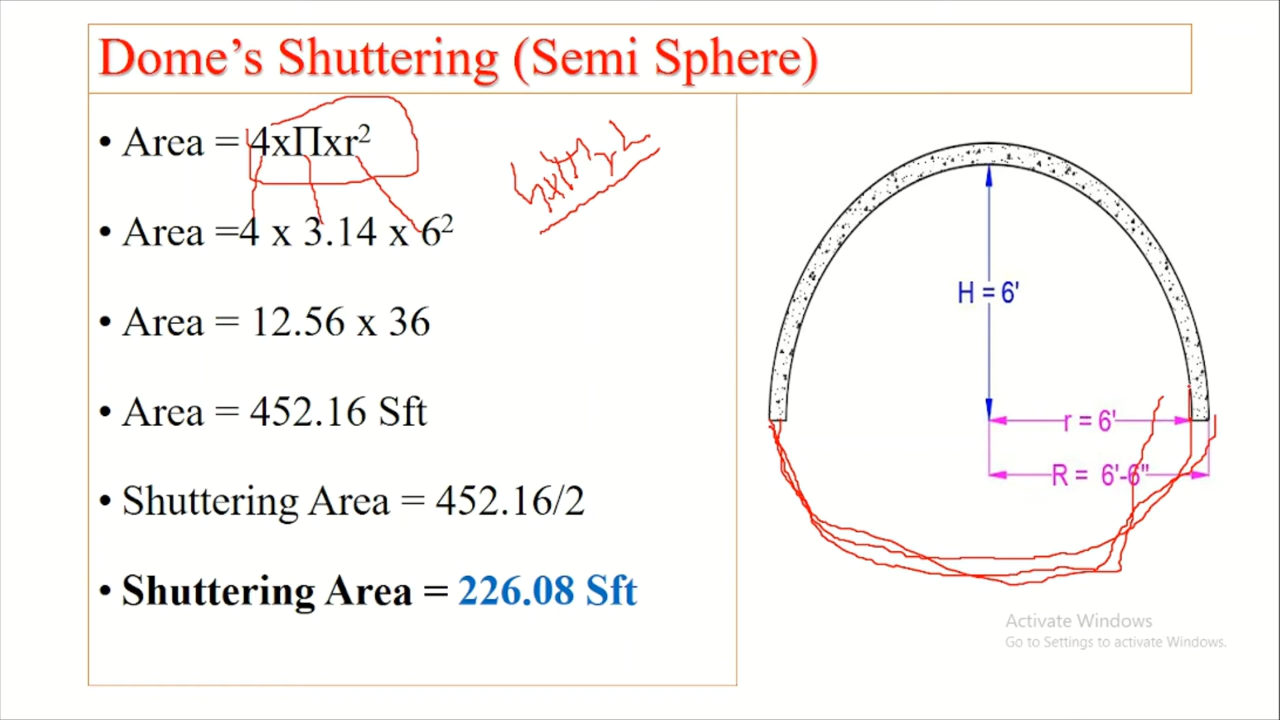 Dome's Shuttering (Semi Sphere)
• Area = 4xΠxr²
• Area =4 x 3.14 x 6²
• Area = 12.56 x 36
• Area = 452.16 Sft
• Shuttering Area = 452.16/2
• Shuttering Area = 226.08 Sft
H = 6'
r = 6'
R = 6'-6"
Activate Windows
Go to Settings to activate Windows.